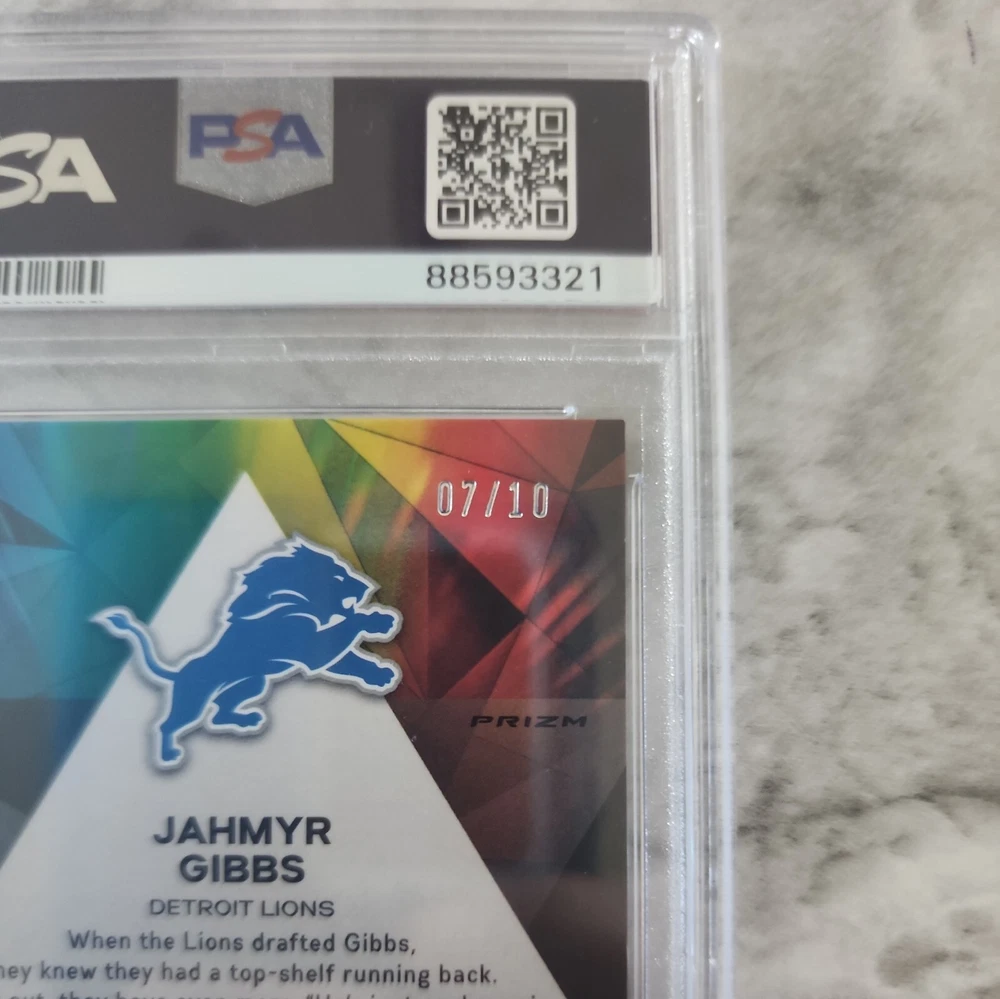 PSA
PSA
88593321
07/10
PRIZM
JAHMYR
GIBBS
DETROIT LIONS
When the Lions drafted Gibbs,
they knew they had a top-shelf running back.